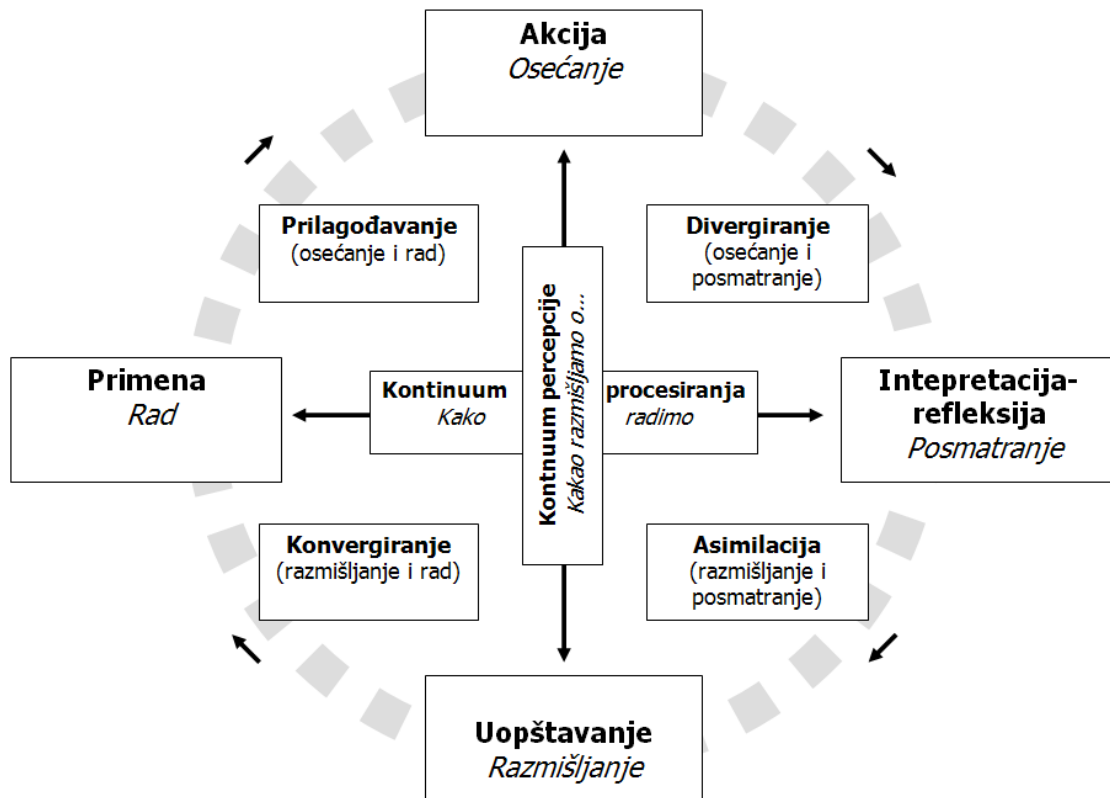 Akcija
Osećanje
Prilagođavanje
(osećanje i rad)
Divergiranje
(osećanje i
posmatranje)
Primena
Rad
Kontinuum procesiranja
Kako radimo
Kontnuum percepcije
Kakao razmišljamo o...
Intepretacija-
refleksija
Posmatranje
Konvergiranje
(razmišljanje i rad)
Asimilacija
(razmišljanje i
posmatranje)
Uopštavanje
Razmišljanje